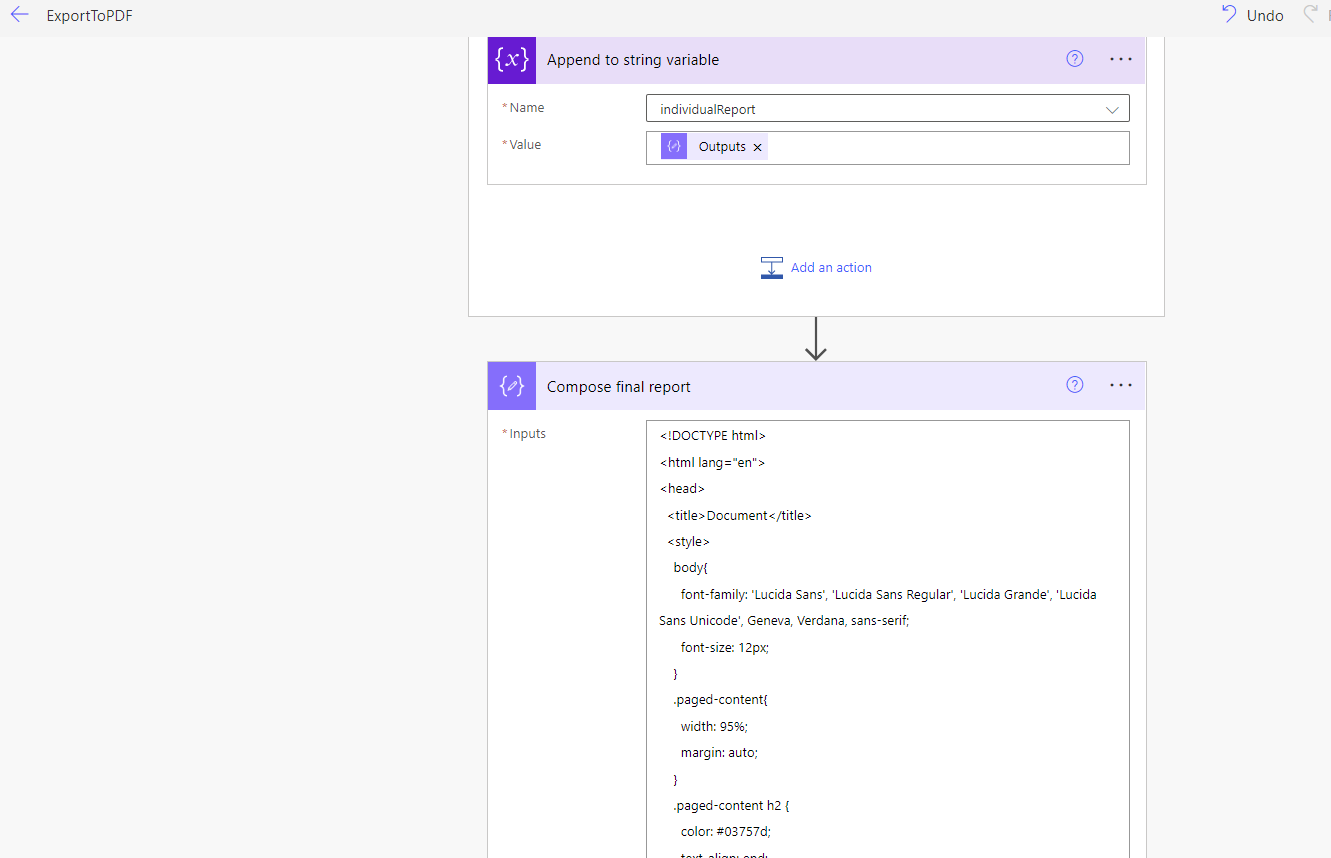 ExportToPDF
Undo
{x} Append to string variable
?
...
*Name
individualReport
*Value
Outputs ×
Add an action
Compose final report
?
...
*Inputs
<!DOCTYPE html>
<html lang="en">
<head>
<title>Document</title>
<style>
body{
font-family: 'Lucida Sans', 'Lucida Sans Regular', 'Lucida Grande', 'Lucida
Sans Unicode', Geneva, Verdana, sans-serif;
font-size: 12px;
}
.paged-content{
width: 95%;
margin: auto;
}
.paged-content h2 {
color: #03757d;
text-align: end;